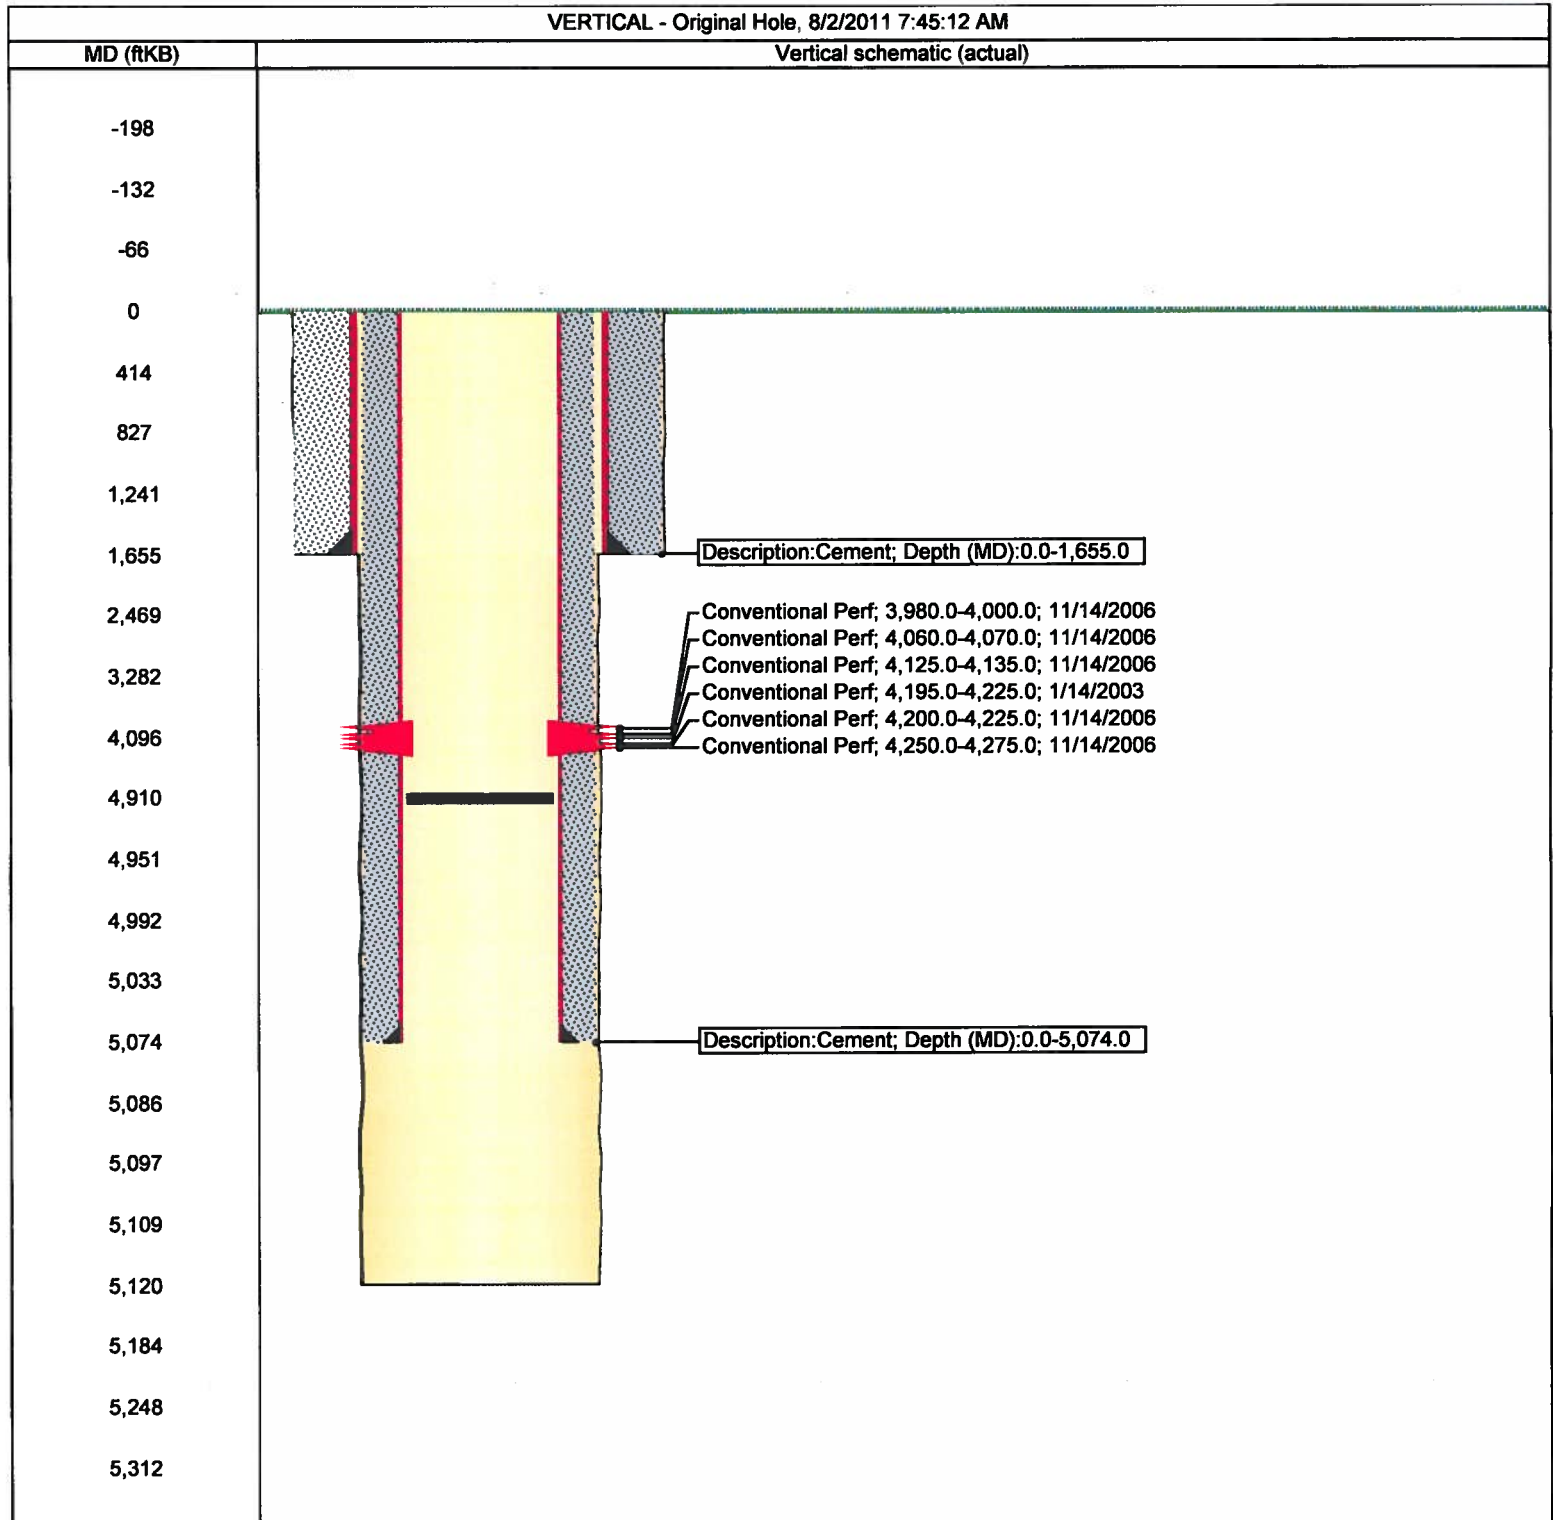 VERTICAL - Original Hole, 8/2/2011 7:45:12 AM
MD (ftKB)
Vertical schematic (actual)
-198
-132
-66
0
414
827
1,241
1,655
Description:Cement; Depth (MD):0.0-1,655.0
2,469
Conventional Perf; 3,980.0-4,000.0; 11/14/2006
Conventional Perf; 4,060.0-4,070.0; 11/14/2006
Conventional Perf; 4,125.0-4,135.0; 11/14/2006
3,282
Conventional Perf; 4,195.0-4,225.0; 1/14/2003
Conventional Perf; 4,200.0-4,225.0; 11/14/2006
4,096
Conventional Perf; 4,250.0-4,275.0; 11/14/2006
4,910
4,951
4,992
5,033
5,074
Description:Cement; Depth (MD):0.0-5,074.0
5,086
5,097
5,109
5,120
5,184
5,248
5,312